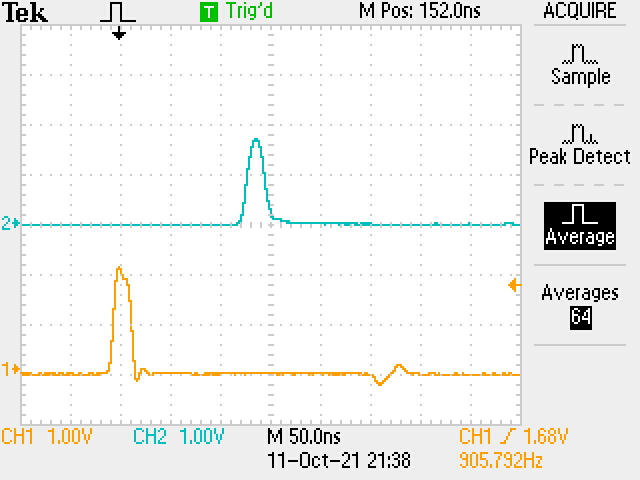 Tek T Trig'd M Pos: 152.0ns ACQUIRE
Sample
Peak Detect
2
Average
Averages
64
1
CH1 1.00V CH2 1.00V M 50.0ns CH1 1.68V
11-Oct-21 21:38 905.792Hz